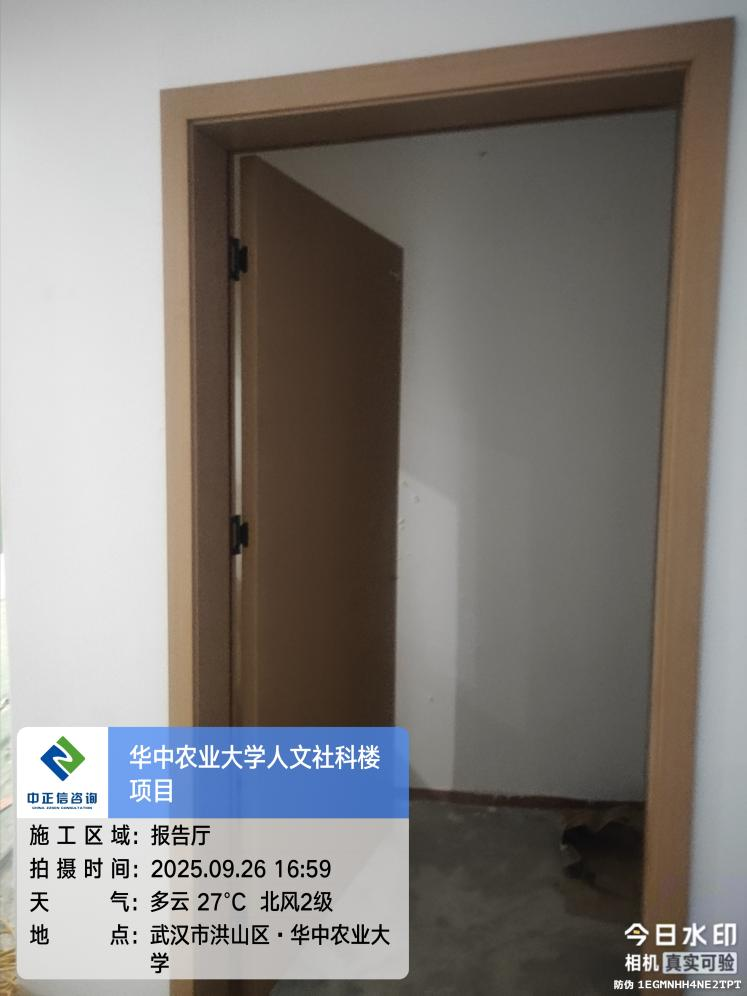 华中农业大学人文社科楼
项目
中正信咨询
施工区域：报告厅
拍摄时间：2025.09.26 16:59
天气：多云 27℃ 北风2级
地点：武汉市洪山区·华中农业大
学
今日水印
相机 真实可验
防伪 1EGMNHH4NE2TPT